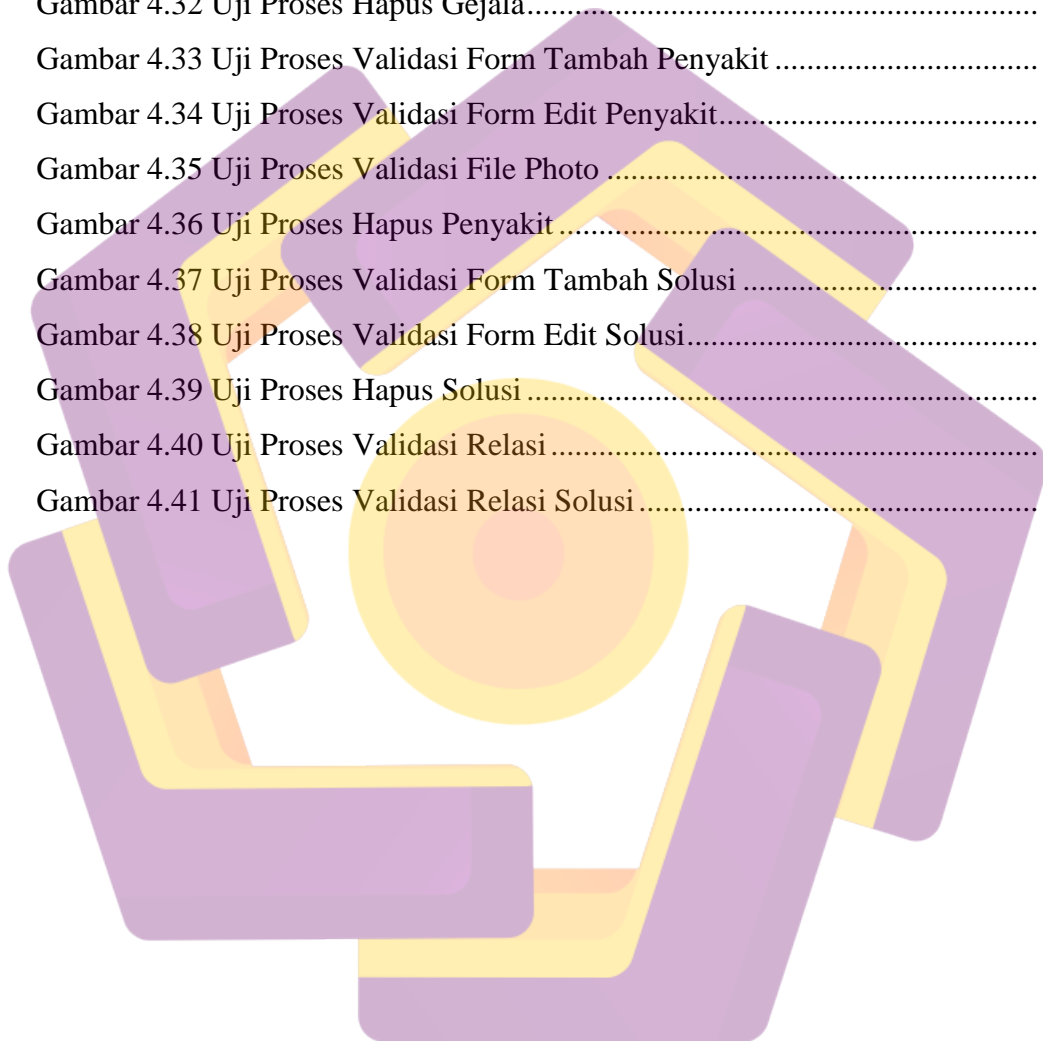 Gambar 4.32 Uji Proses Hapus Gejala................................................................
Gambar 4.33 Uji Proses Validasi Form Tambah Penyakit ................................
Gambar 4.34 Uji Proses Validasi Form Edit Penyakit.......................................
Gambar 4.35 Uji Proses Validasi File Photo .....................................................
Gambar 4.36 Uji Proses Hapus Penyakit ...........................................................
Gambar 4.37 Uji Proses Validasi Form Tambah Solusi ....................................
Gambar 4.38 Uji Proses Validasi Form Edit Solusi...........................................
Gambar 4.39 Uji Proses Hapus Solusi ...............................................................
Gambar 4.40 Uji Proses Validasi Relasi ............................................................
Gambar 4.41 Uji Proses Validasi Relasi Solusi .................................................